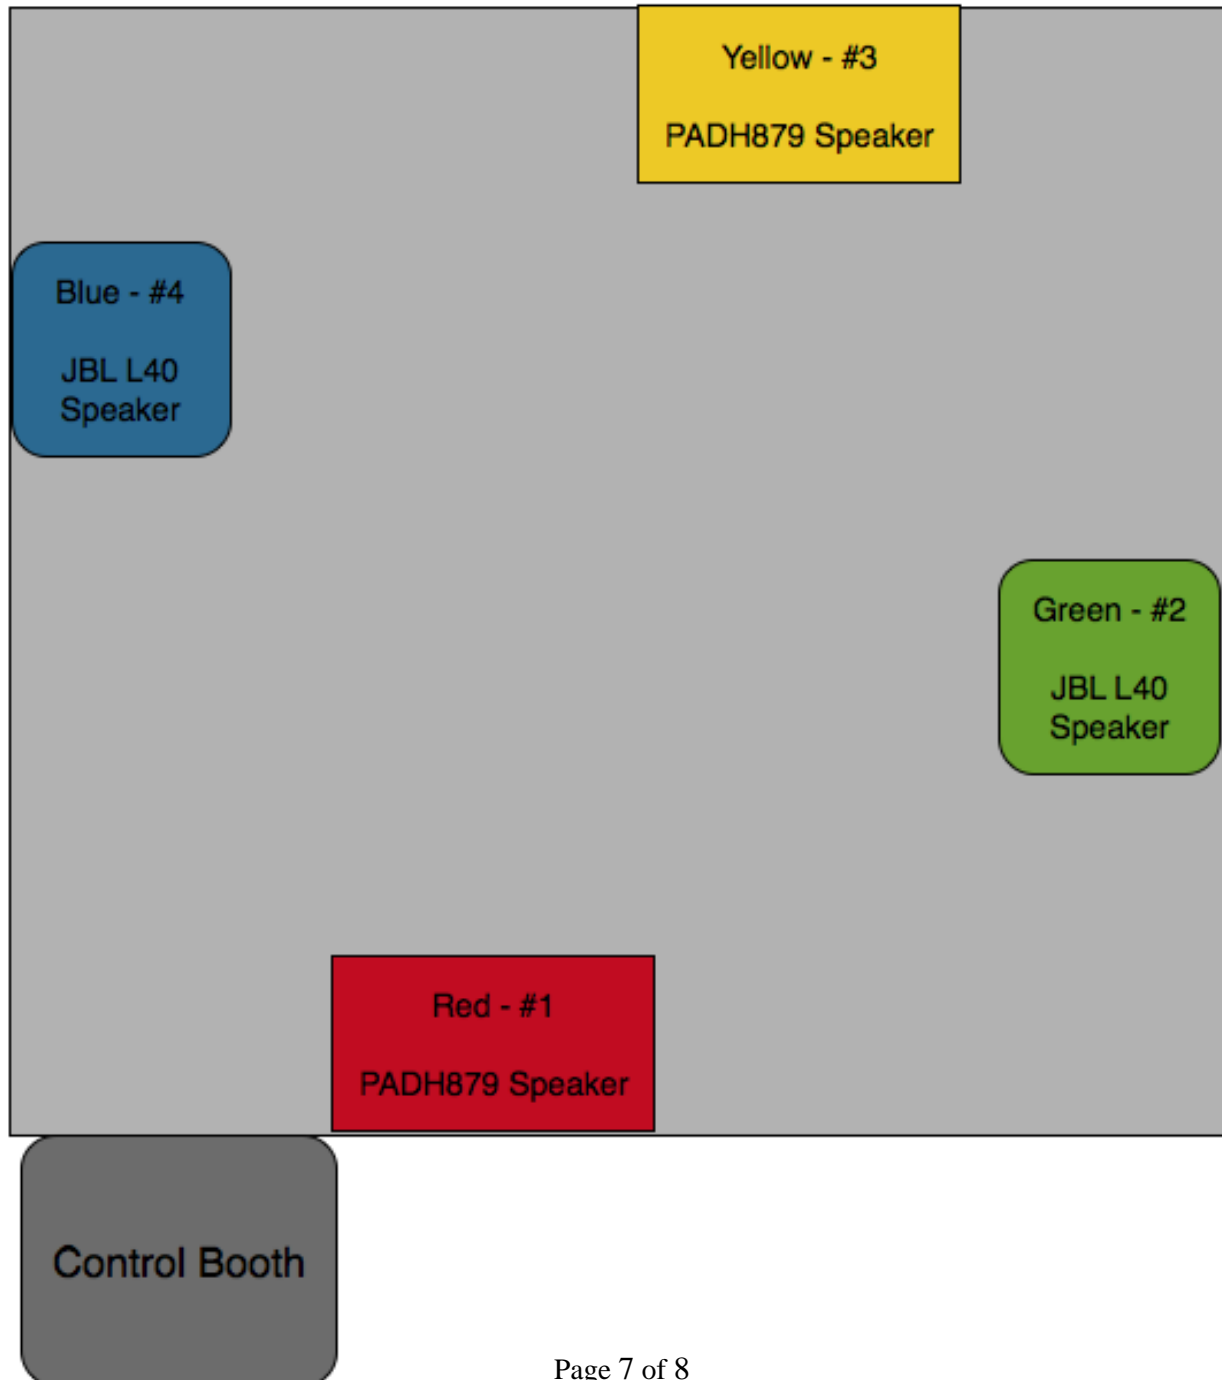 Yellow - #3
PADH879 Speaker
Blue - #4
JBL L40
Speaker
Green - #2
JBL L40
Speaker
Red - #1
PADH879 Speaker
Control Booth
Page 7 of 8